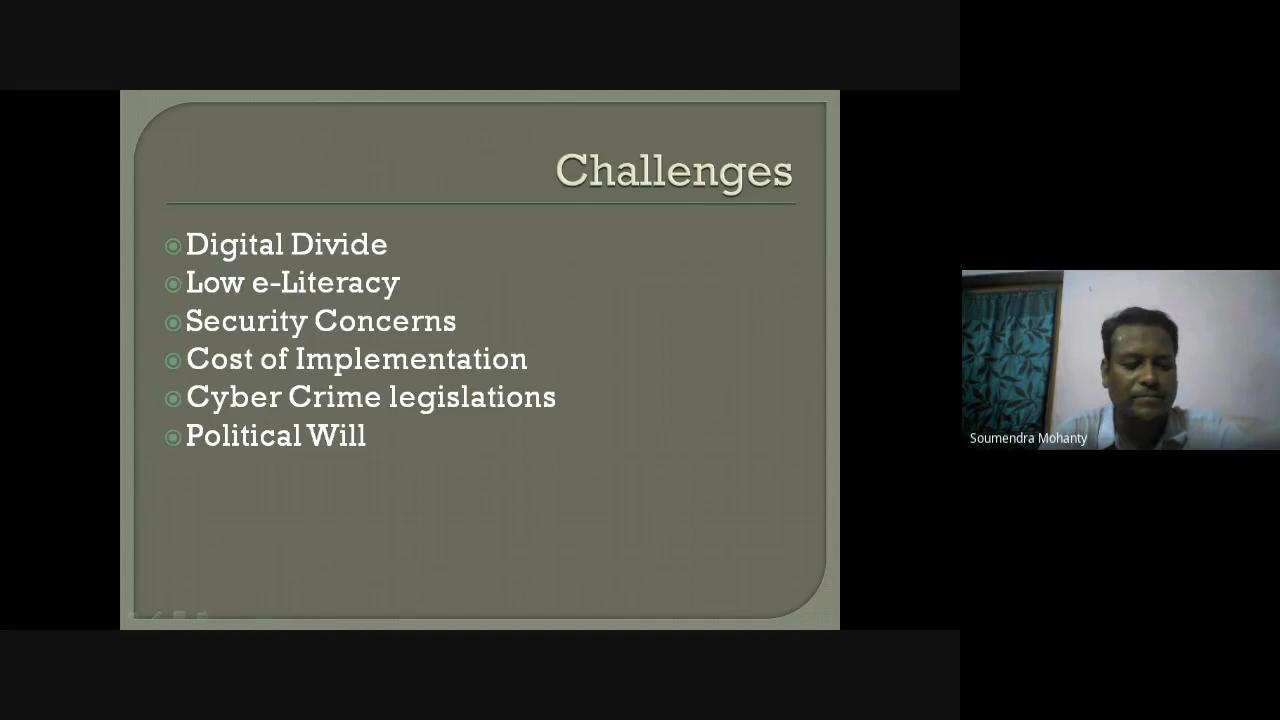 Challenges
Digital Divide
Low e-Literacy
Security Concerns
Cost of Implementation
Cyber Crime legislations
Political Will
Soumendra Mohanty